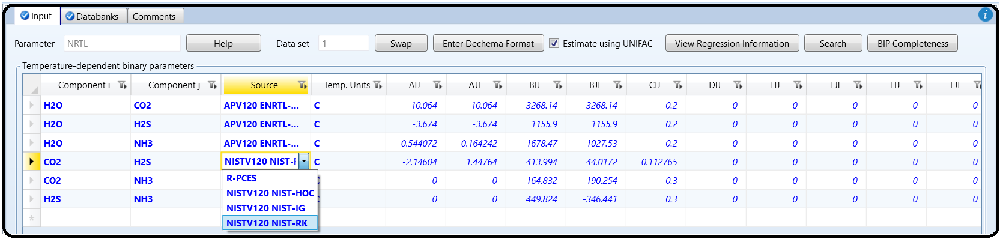 Input Databanks Comments i
Parameter NRTL Help Data set 1 Swap Enter Dechema Format Estimate using UNIFAC View Regression Information Search BIP Completeness
Temperature-dependent binary parameters
Component i Component j Source Temp. Units AIJ AJI BIJ BJI CIJ DIJ EIJ EJI FIJ FJI
H2O CO2 APV120 ENRTL-... C 10.064 10.064 -3268.14 -3268.14 0.2 0 0 0 0 0
H2O H2S APV120 ENRTL-... C -3.674 -3.674 1155.9 1155.9 0.2 0 0 0 0 0
H2O NH3 APV120 ENRTL-... C -0.544072 -0.164242 1678.47 -1027.53 0.2 0 0 0 0 0
CO2 H2S NISTV120 NIST- C -2.14604 1.44764 413.994 44.0172 0.112765 0 0 0 0 0
CO2 NH3 0 0 -164.832 190.254 0.3 0 0 0 0 0
H2S NH3 0 0 449.824 -346.441 0.3 0 0 0 0 0
R-PCES
NISTV120 NIST-HOC
NISTV120 NIST-IG
NISTV120 NIST-RK